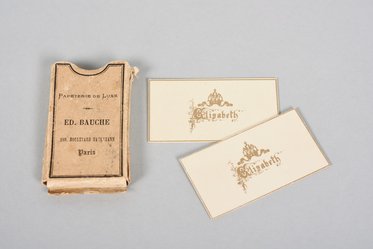 PAPETERIE DE LUXE
ED. BAUCHE
BOULEVARD HAUSSMANN
Paris
Elisabeth
Elisabeth